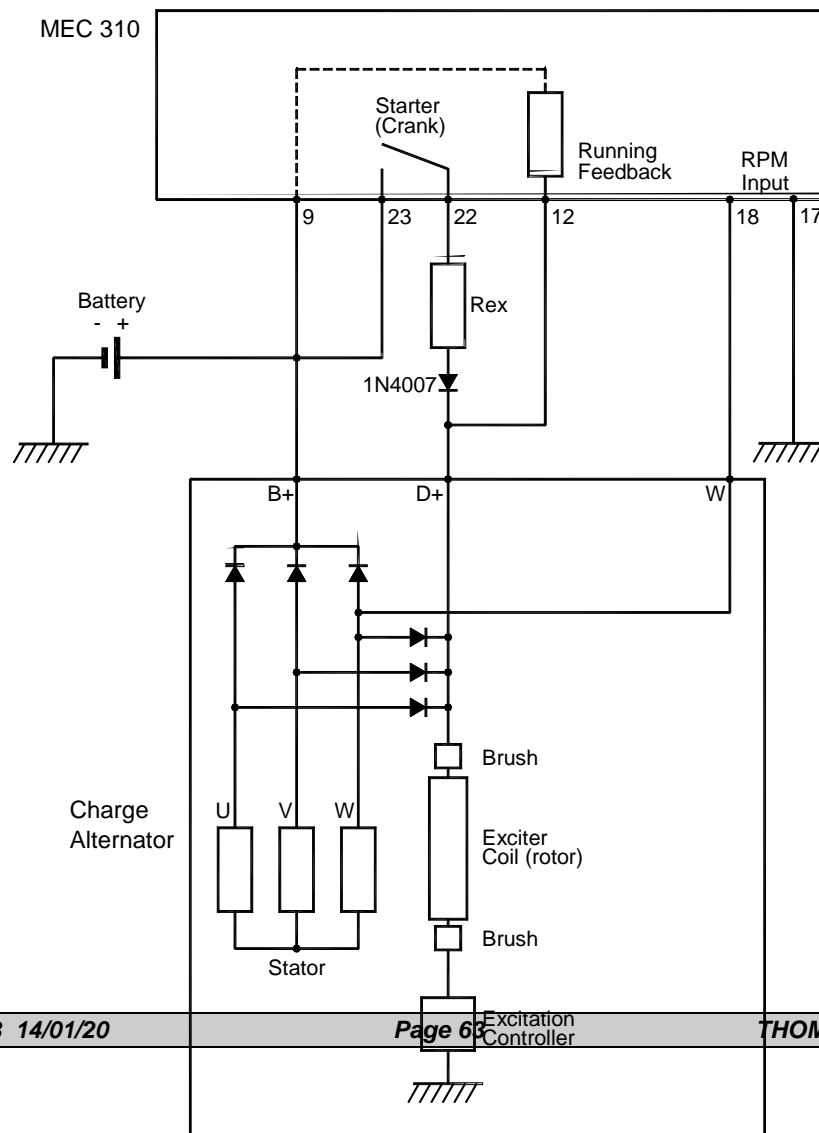 MEC 310
Starter
(Crank)
Running
Feedback
RPM
Input
9
23
22
12
18
17
Battery
- +
Rex
1N4007
B+
D+
W
Brush
Charge
Alternator
U
V
W
Exciter
Coil (rotor)
Brush
Stator
14/01/20
Page 63
Excitation
Controller
THOM